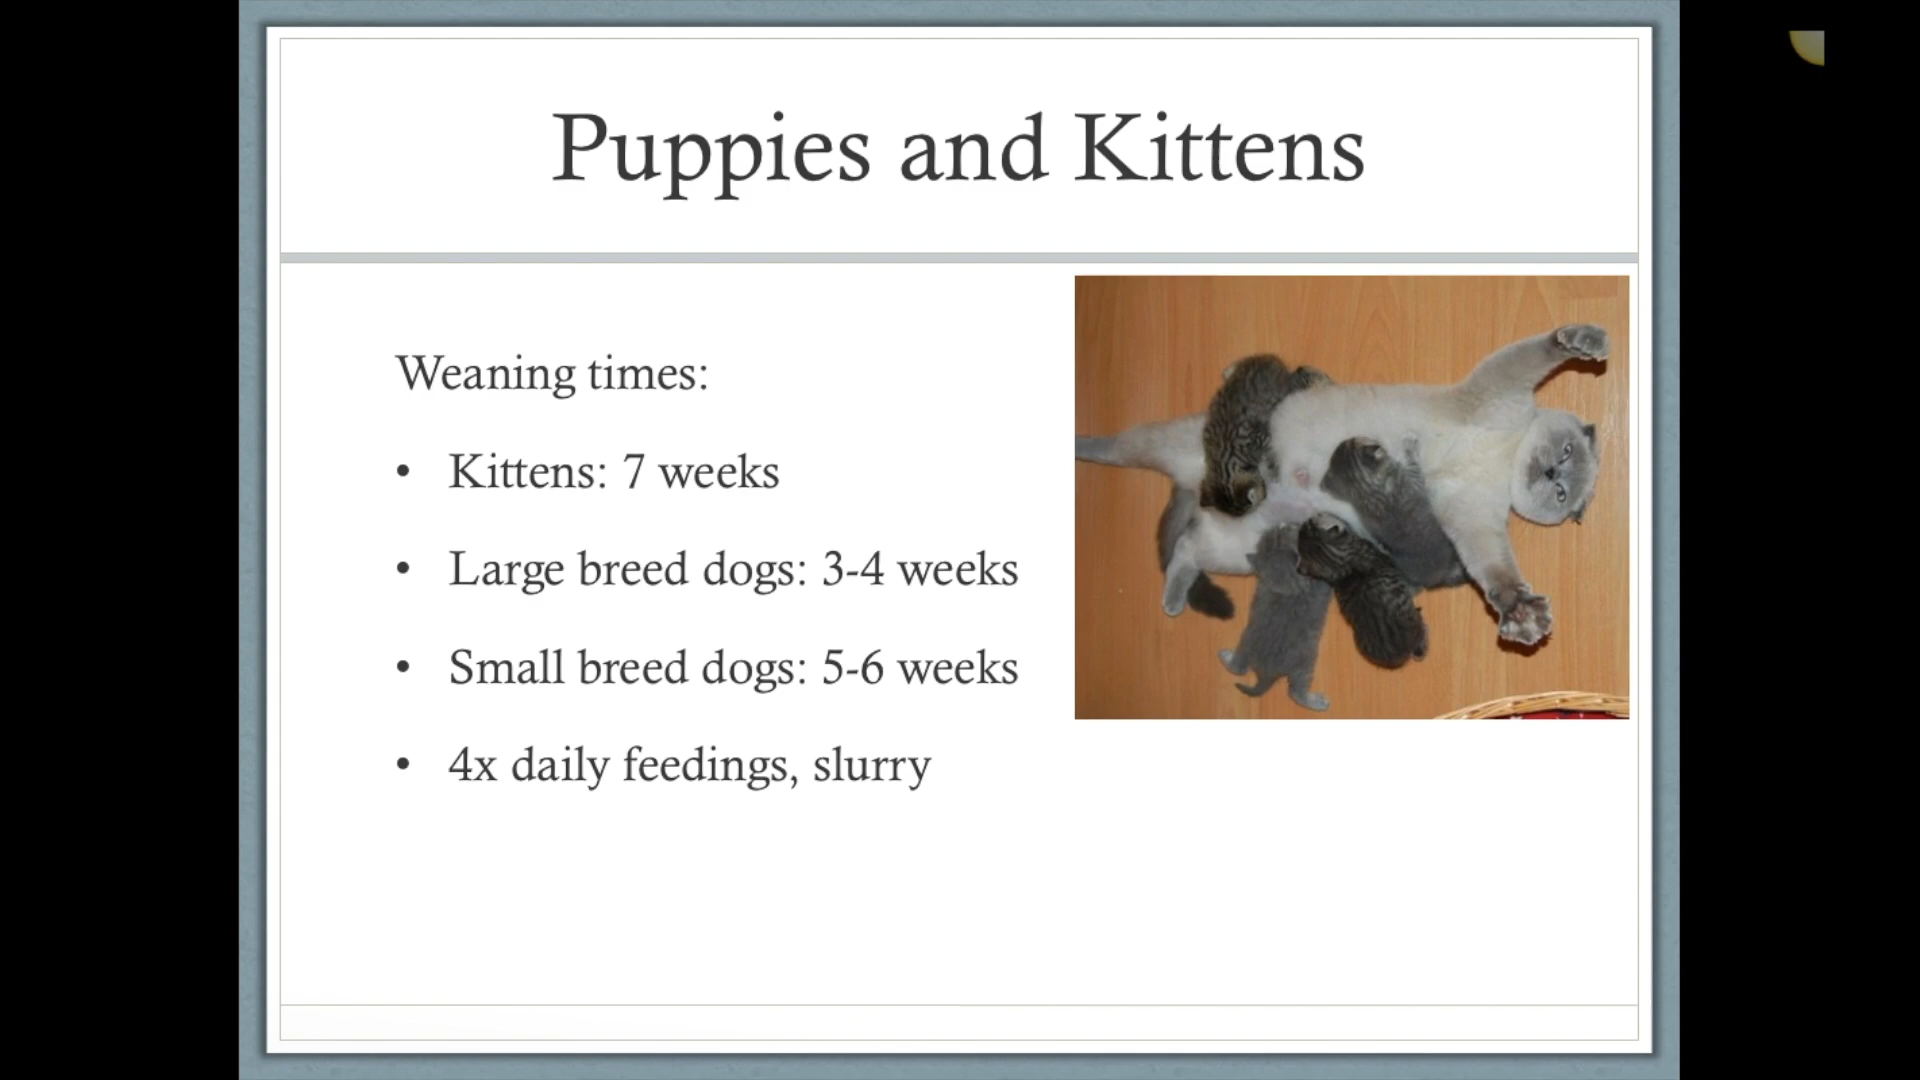 Puppies and Kittens
Weaning times:
• Kittens: 7 weeks
• Large breed dogs: 3-4 weeks
• Small breed dogs: 5-6 weeks
• 4x daily feedings, slurry